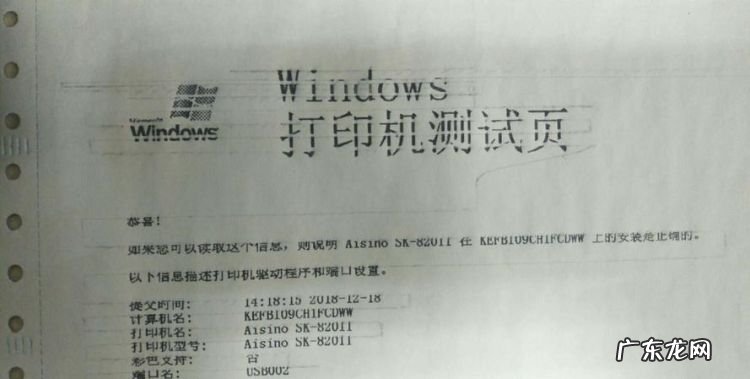 Windows
打印机测试页
Microsoft
Windows
恭喜!
如果您可以读取这个信息，则说明 Aisino SK-820II 在 KEFBI09CH1FCDWW 上的安装是正确的。
以下信息描述打印机驱动程序和端口设置。
提交时间: 14:18:15 2018-12-18
计算机名: KEFBI09CH1FCDWW
打印机名: Aisino SK-820II
打印机型号: Aisino SK-820II
彩色支持: 否
端口名: USB002
广东龙网